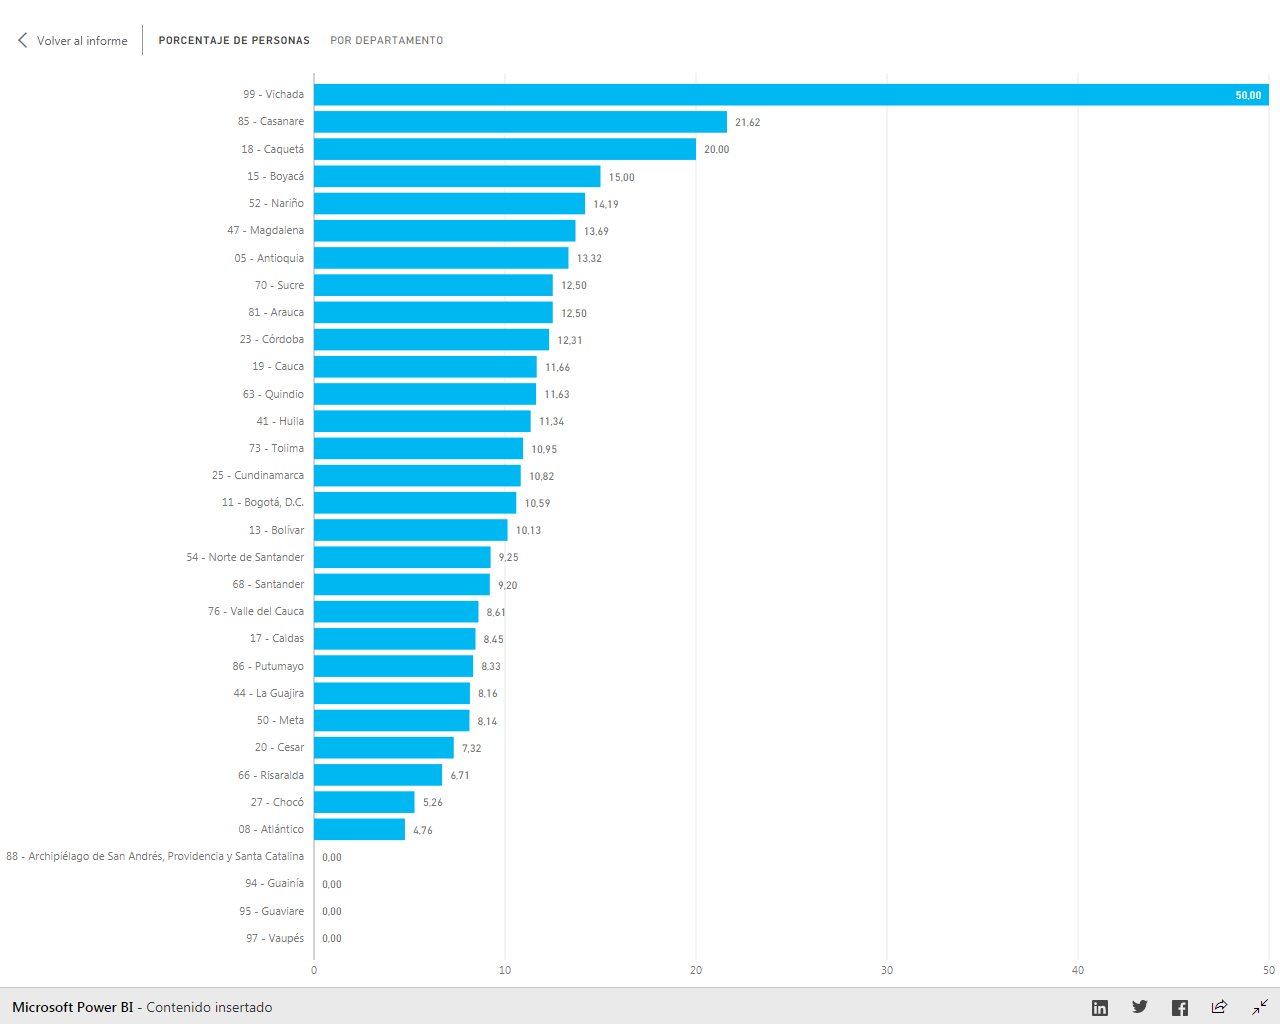 Volver al informe PORCENTAJE DE PERSONAS POR DEPARTAMENTO
99 - Vichada 50,00
85 - Casanare 21,62
18 - Caquetá 20,00
15 - Boyacá 15,00
52 - Nariño 14,19
47 - Magdalena 13,69
05 - Antioquia 13,32
70 - Sucre 12,50
81 - Arauca 12,50
23 - Córdoba 12,31
19 - Cauca 11,66
63 - Quindio 11,63
41 - Huila 11,34
73 - Tolima 10,95
25 - Cundinamarca 10,82
11 - Bogotá, D.C. 10,59
13 - Bolívar 10,13
54 - Norte de Santander 9,25
68 - Santander 9,20
76 - Valle del Cauca 8,61
17 - Caldas 8,45
86 - Putumayo 8,33
44 - La Guajira 8,16
50 - Meta 8,14
20 - Cesar 7,32
66 - Risaralda 6,71
27 - Chocó 5,26
08 - Atlántico 4,76
88 - Archipiélago de San Andrés, Providencia y Santa Catalina 0,00
94 - Guainía 0,00
95 - Guaviare 0,00
97 - Vaupés 0,00
0 10 20 30 40 50
Microsoft Power BI - Contenido insertado